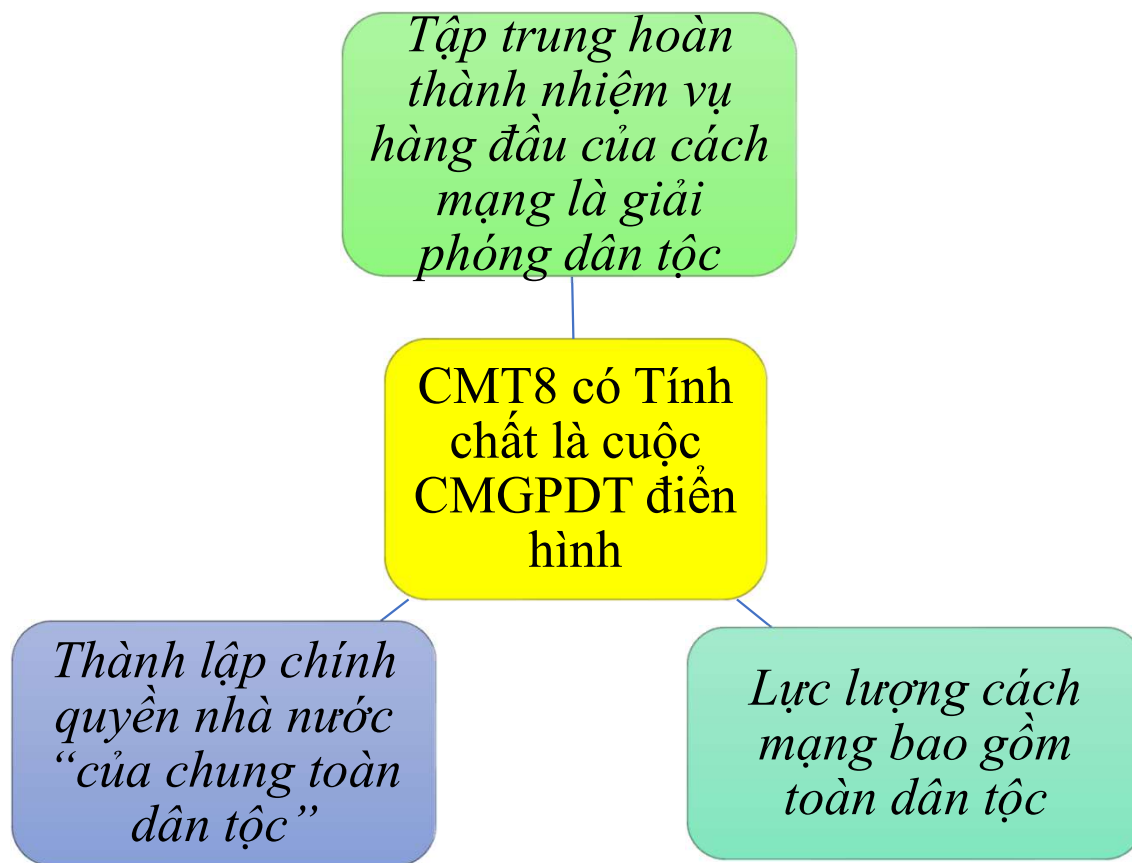 Tập trung hoàn
thành nhiệm vụ
hàng đầu của cách
mạng là giải
phóng dân tộc
CMT8 có Tính
chất là cuộc
CMGPDT điển
hình
Thành lập chính
quyền nhà nước
“của chung toàn
dân tộc”
Lực lượng cách
mạng bao gồm
toàn dân tộc